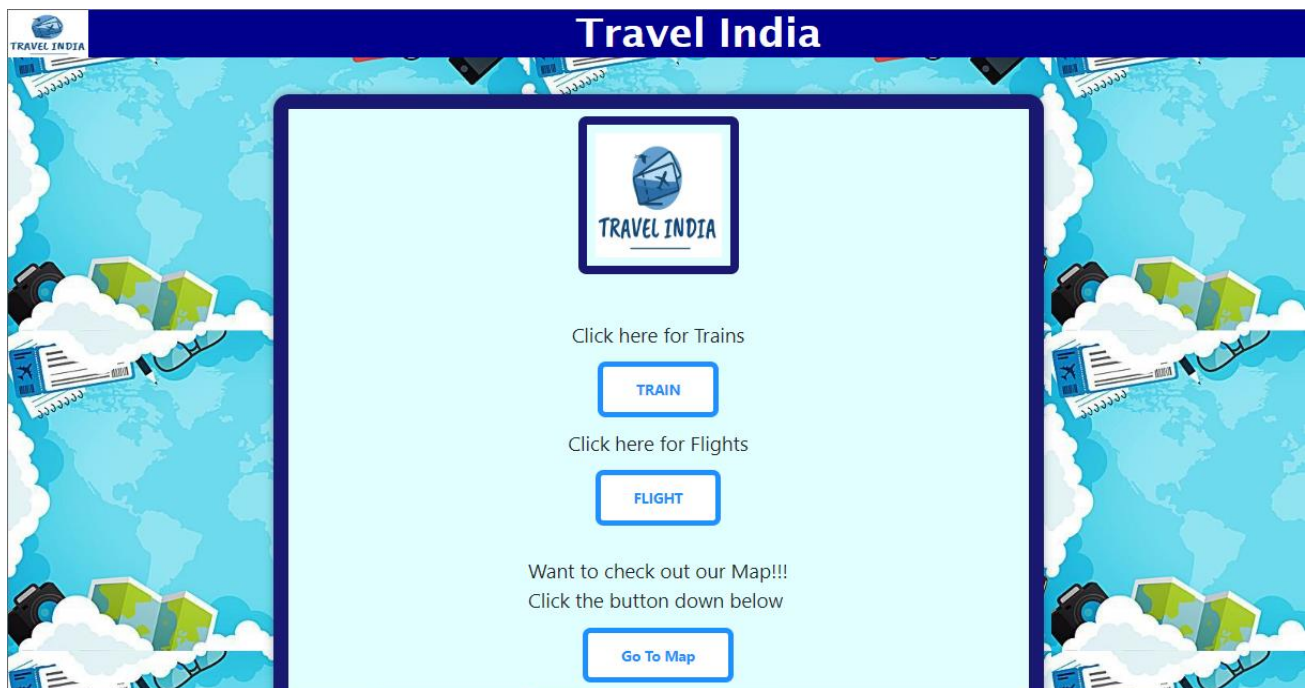 TRAVEL INDIA
Travel India
TRAVEL INDIA
Click here for Trains
TRAIN
Click here for Flights
FLIGHT
Want to check out our Map!!!
Click the button down below
Go To Map